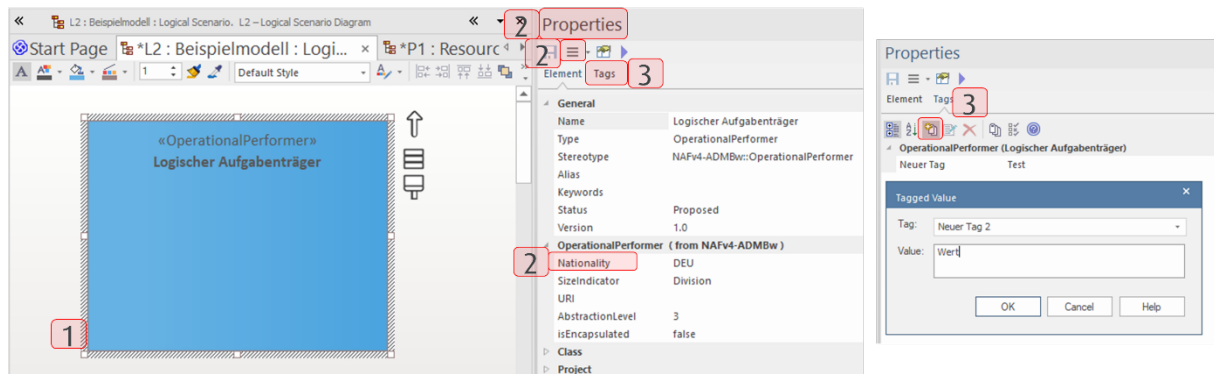 L2 : Beispielmodell : Logical Scenario. L2 – Logical Scenario Diagram
Start Page *L2 : Beispielmodell : Logi... × *P1 : Resourc
A 1 Default Style
«OperationalPerformer»
Logischer Aufgabenträger
1
2 Properties
2
Element Tags 3
General
Name Logischer Aufgabenträger
Type OperationalPerformer
Stereotype NAFv4-ADMBw::OperationalPerformer
Alias
Keywords
Status Proposed
Version 1.0
OperationalPerformer ( from NAFv4-ADMBw )
2 Nationality DEU
SizeIndicator Division
URI
AbstractionLevel 3
isEncapsulated false
Class
Project
Properties
Element Tags 3
OperationalPerformer (Logischer Aufgabenträger)
Neuer Tag Test
Tagged Value ×
Tag: Neuer Tag 2
Value: Wert
OK Cancel Help